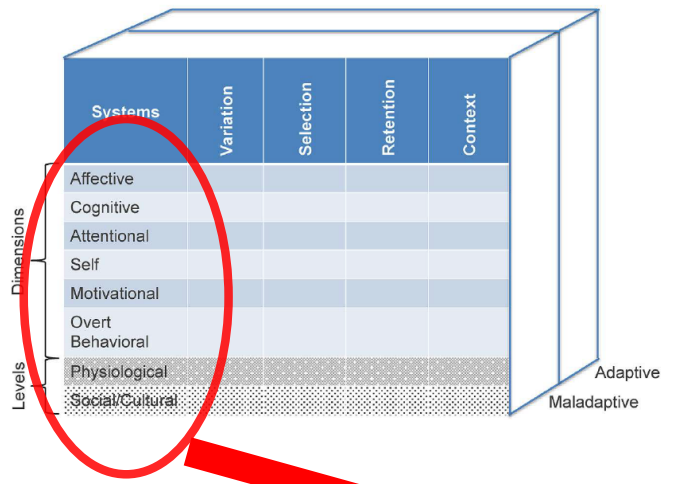 Systems
Variation
Selection
Retention
Context
Dimensions
Affective
Cognitive
Attentional
Self
Motivational
Overt
Behavioral
Levels
Physiological
Social/Cultural
Adaptive
Maladaptive